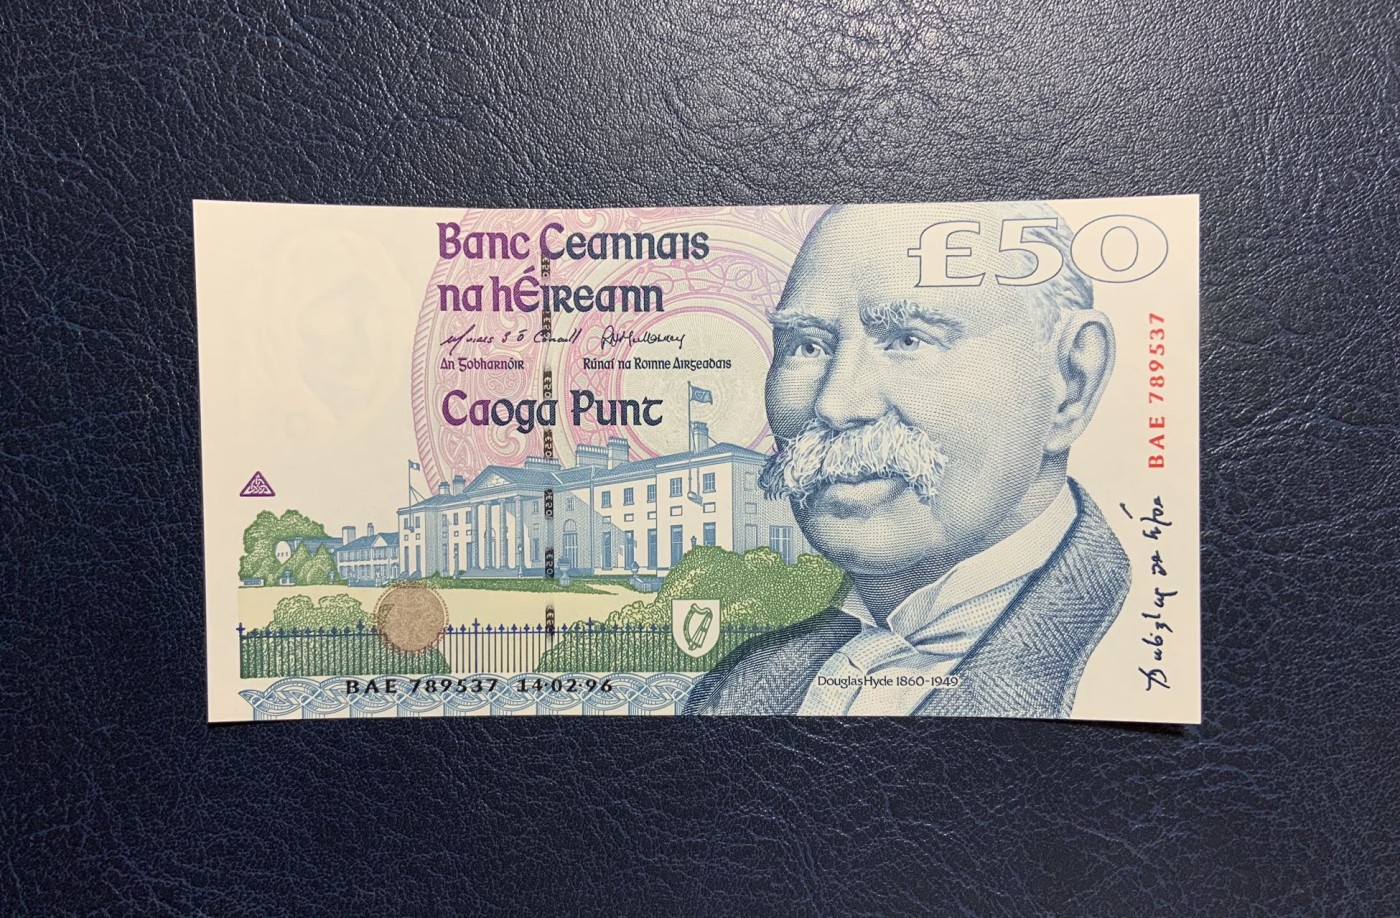 Banc Ceannais
na hÉireann
An Gobharnóir
Rúnaí na Roinne Airgeadais
Caoga Punt
£50
BAE 789537
BAE 789537 14·02·96
Douglas Hyde 1860-1949